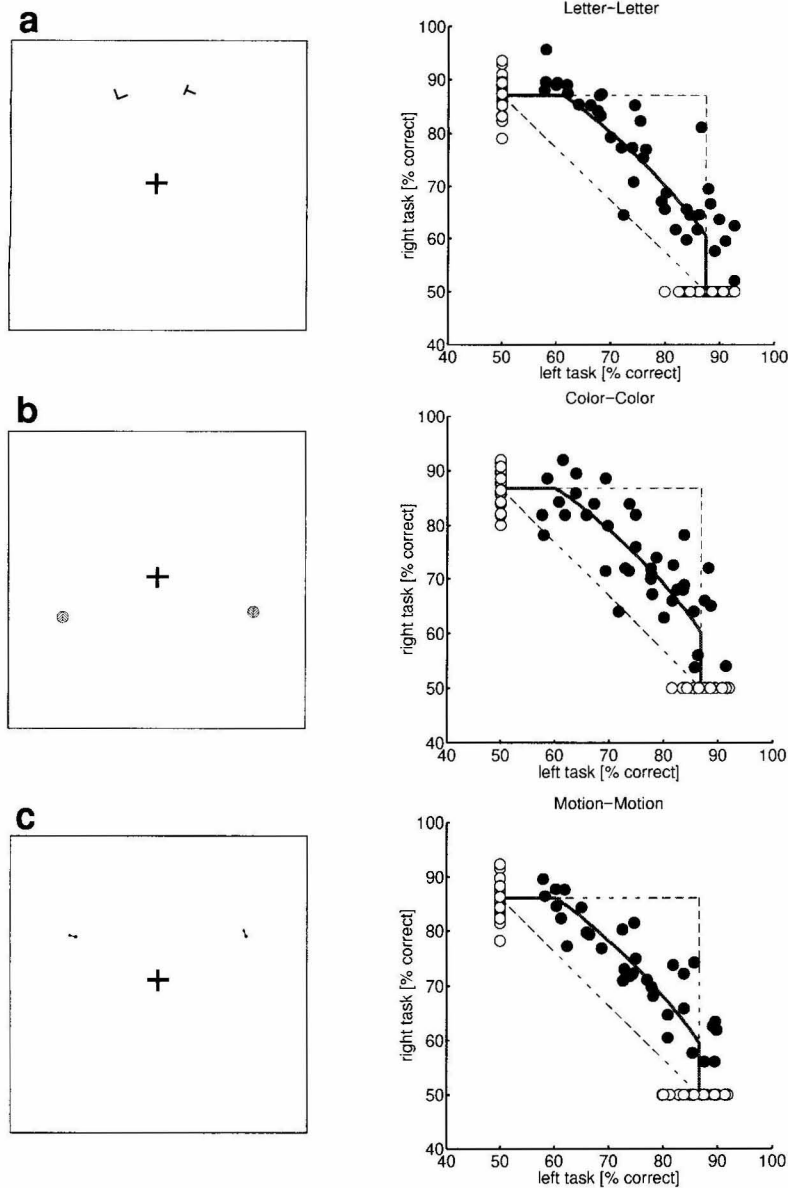 a
Letter-Letter
100
90
80
70
60
50
40
right task [% correct]
40 50 60 70 80 90 100
left task [% correct]
b
Color-Color
100
90
80
70
60
50
40
right task [% correct]
40 50 60 70 80 90 100
left task [% correct]
c
Motion-Motion
100
90
80
70
60
50
40
right task [% correct]
40 50 60 70 80 90 100
left task [% correct]